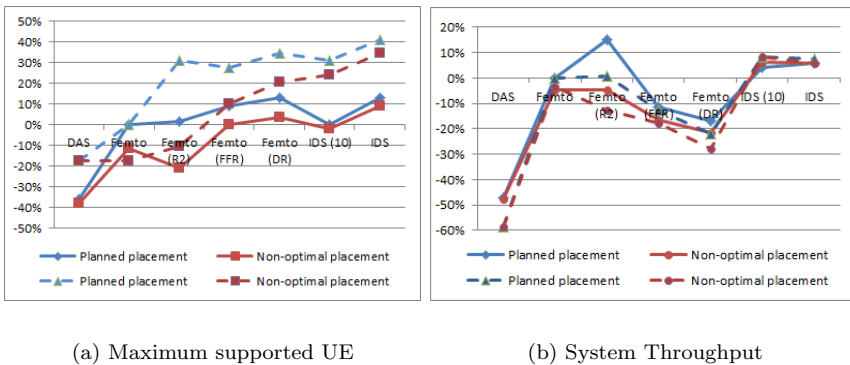 50%
40%
30%
20%
10%
0%
-10%
-20%
-30%
-40%
-50%
DAS
Femto
Femto
(R2)
Femto
(FFR)
Femto
(DR)
IDS (10)
IDS
Planned placement
Non-optimal placement
Planned placement
Non-optimal placement
20%
10%
0%
-10%
-20%
-30%
-40%
-50%
-60%
DAS
Femto
Femto
(R2)
Femto
(FFR)
Femto
(DR)
IDS (10)
IDS
Planned placement
Non-optimal placement
Planned placement
Non-optimal placement
(a) Maximum supported UE
(b) System Throughput